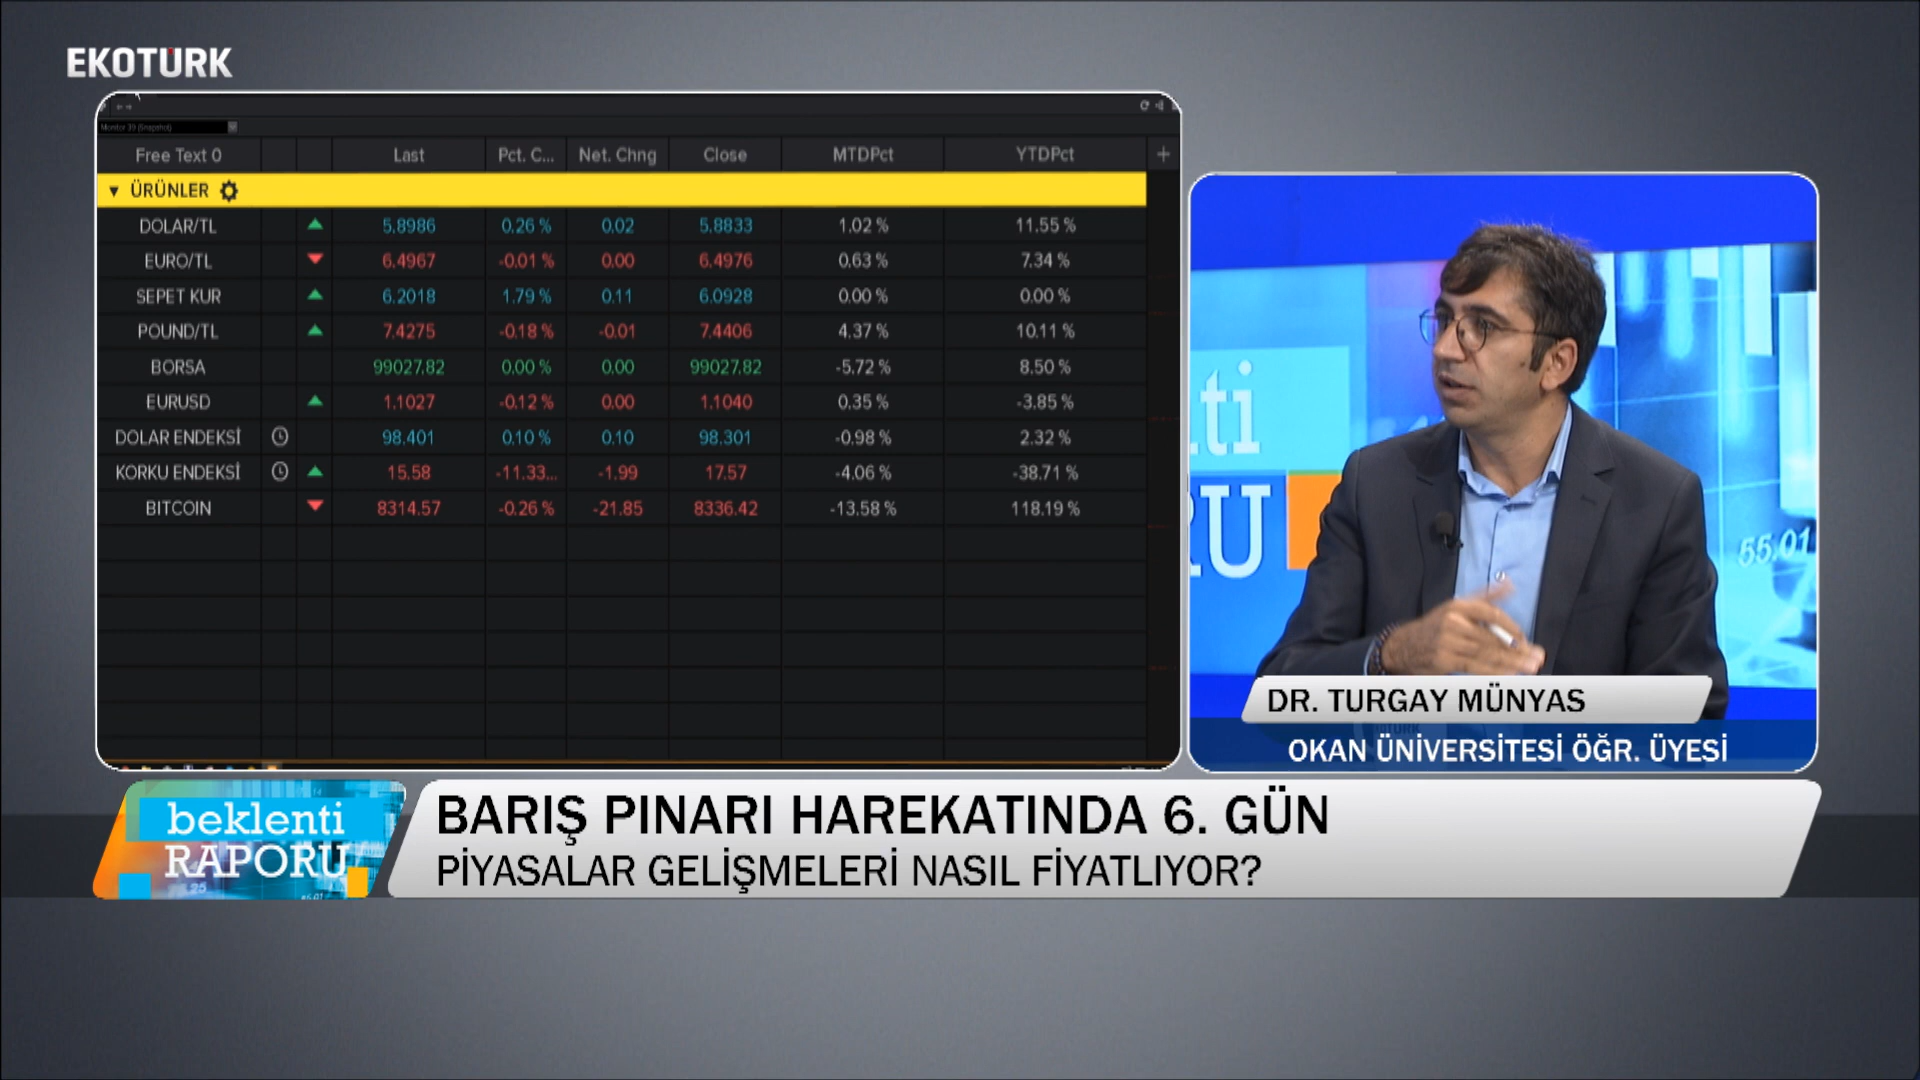 EKOTÜRK
Monitor 39 (Snapshot)
Free Text 0 Last Pct. C... Net. Chng Close MTDPct YTDPct +
▼ ÜRÜNLER
DOLAR/TL 5.8986 0.26 % 0.02 5.8833 1.02 % 11.55 %
EURO/TL 6.4967 -0.01 % 0.00 6.4976 0.63 % 7.34 %
SEPET KUR 6.2018 1.79 % 0.11 6.0928 0.00 % 0.00 %
POUND/TL 7.4275 -0.18 % -0.01 7.4406 4.37 % 10.11 %
BORSA 99027.82 0.00 % 0.00 99027.82 -5.72 % 8.50 %
EURUSD 1.1027 -0.12 % 0.00 1.1040 0.35 % -3.85 %
DOLAR ENDEKSİ 98.401 0.10 % 0.10 98.301 -0.98 % 2.32 %
KORKU ENDEKSİ 15.58 -11.33... -1.99 17.57 -4.06 % -38.71 %
BITCOIN 8314.57 -0.26 % -21.85 8336.42 -13.58 % 118.19 %
ti
RU
55.01
DR. TURGAY MÜNYAS
OKAN ÜNİVERSİTESİ ÖĞR. ÜYESİ
beklenti
RAPORU
BARIŞ PINARI HAREKATINDA 6. GÜN
PİYASALAR GELİŞMELERİ NASIL FİYATLIYOR?